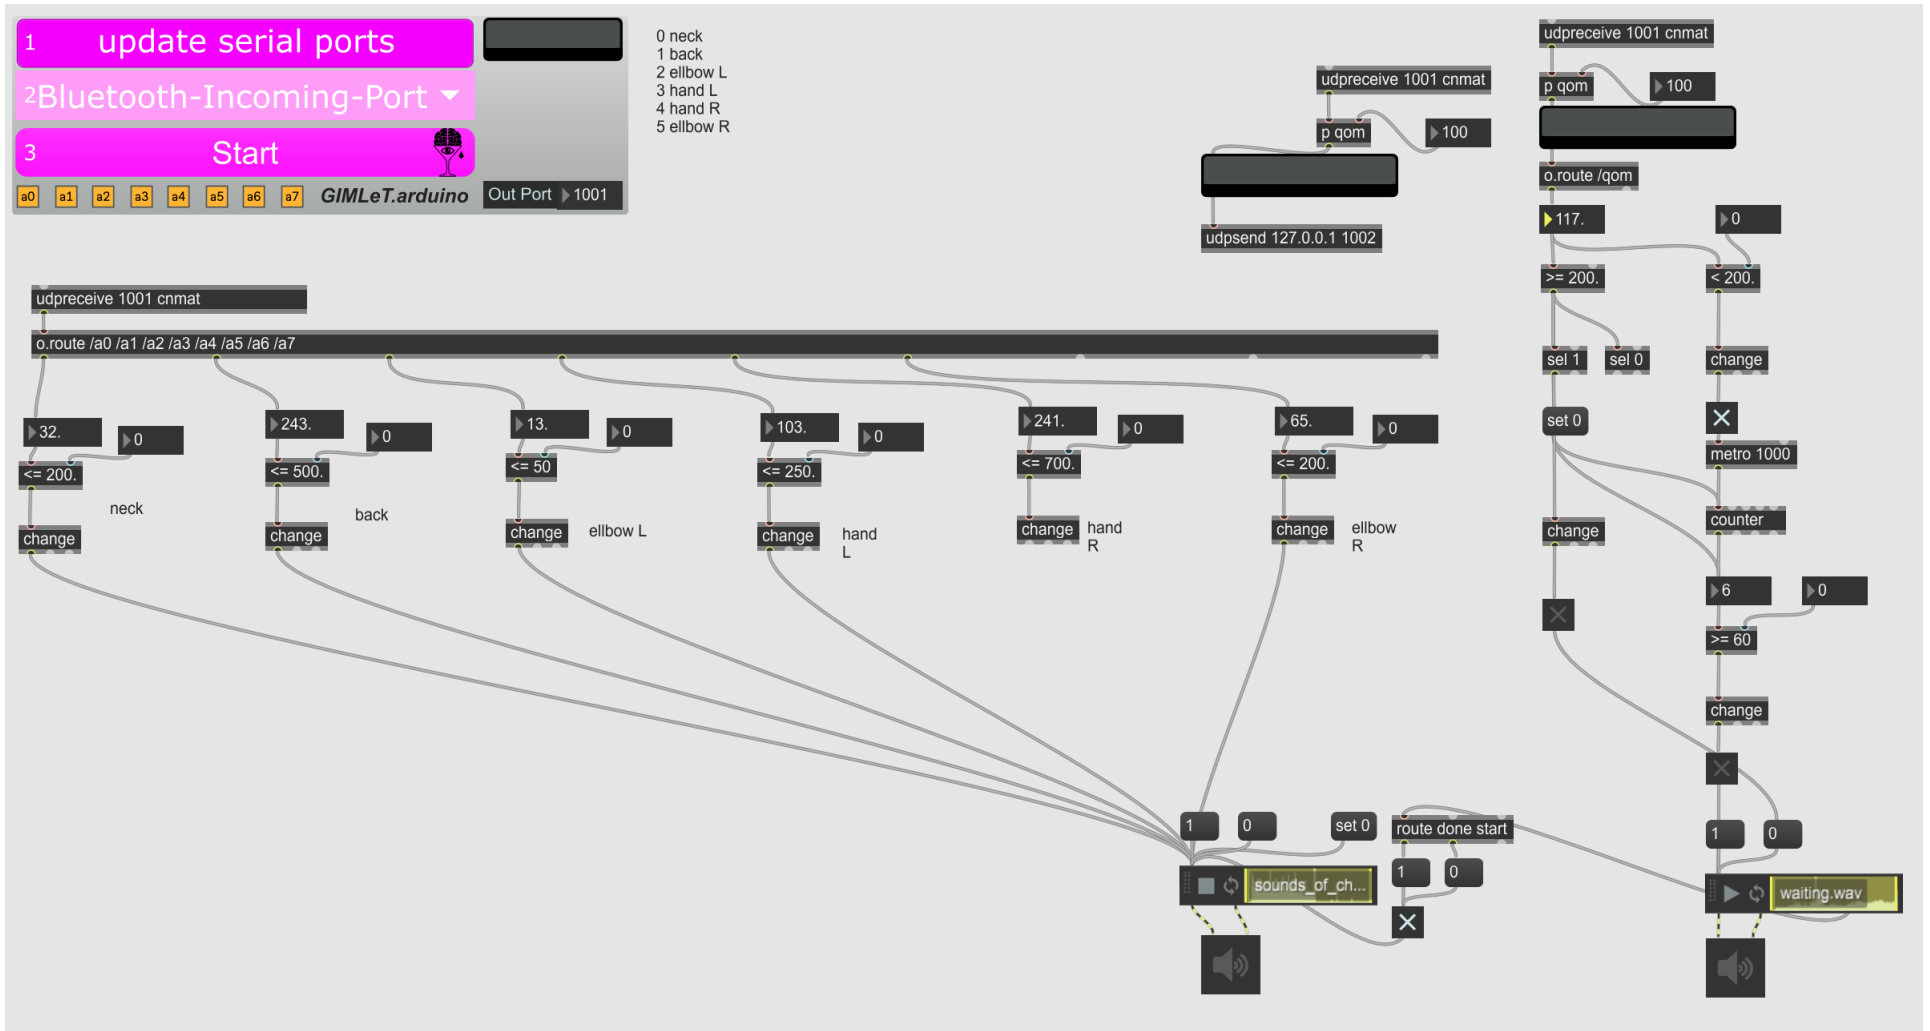 1 update serial ports
2Bluetooth-Incoming-Port
3 Start
a0 a1 a2 a3 a4 a5 a6 a7 GIMLeT.arduino Out Port 1001
0 neck
1 back
2 ellbow L
3 hand L
4 hand R
5 ellbow R
udpreceive 1001 cnmat
p qom 100
udpsend 127.0.0.1 1002
udpreceive 1001 cnmat
p qom 100
o.route /qom
117. 0
>= 200. < 200.
sel 1 sel 0 change
set 0
metro 1000
change counter
6 0
>= 60
change
1 0
waiting.wav
udpreceive 1001 cnmat
o.route /a0 /a1 /a2 /a3 /a4 /a5 /a6 /a7
32. 0 243. 0 13. 0 103. 0 241. 0 65. 0
<= 200. <= 500. <= 50 <= 250. <= 700. <= 200.
neck back ellbow L hand
L
hand
R
ellbow
R
change change change change change change
1 0 set 0 route done start
1 0
sounds_of_ch...